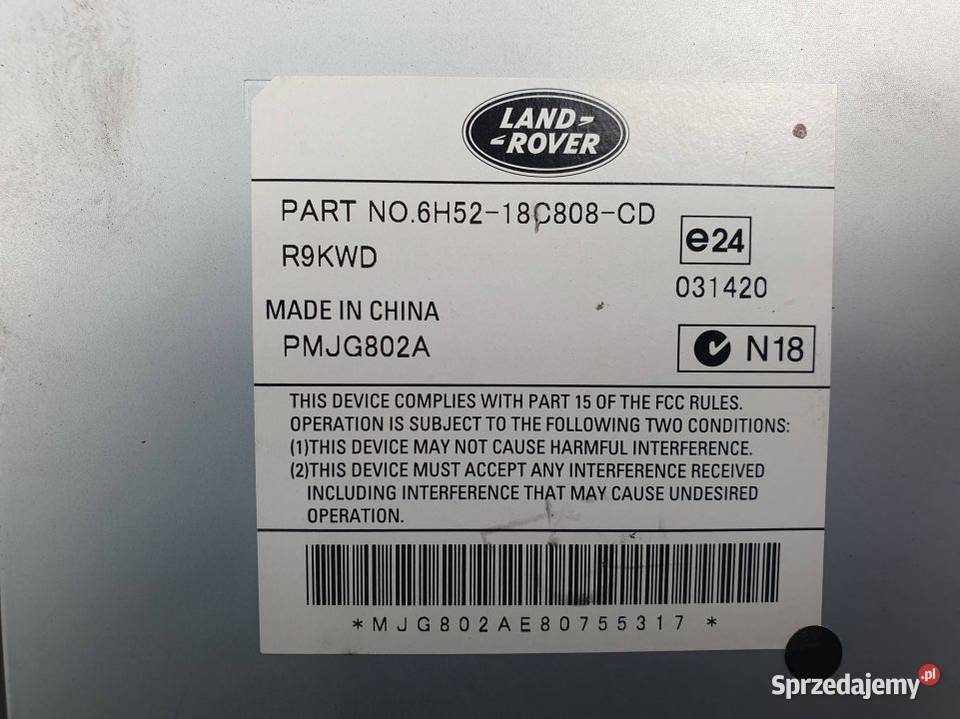 LAND-
-ROVER
PART NO.6H52-18C808-CD
R9KWD
e24
031420
MADE IN CHINA
PMJG802A
N18
THIS DEVICE COMPLIES WITH PART 15 OF THE FCC RULES.
OPERATION IS SUBJECT TO THE FOLLOWING TWO CONDITIONS:
(1)THIS DEVICE MAY NOT CAUSE HARMFUL INTERFERENCE.
(2)THIS DEVICE MUST ACCEPT ANY INTERFERENCE RECEIVED
INCLUDING INTERFERENCE THAT MAY CAUSE UNDESIRED
OPERATION.
*MJG802AE80755317*
Sprzedajemy.pl